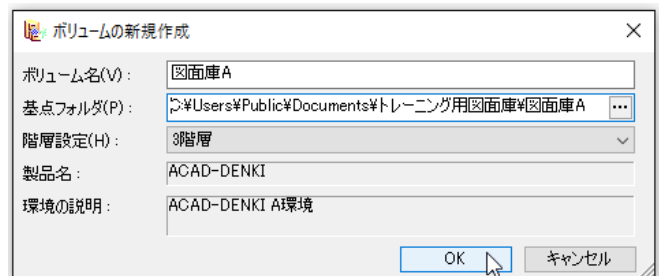 ボリュームの新規作成
ボリューム名(V)： 図面庫A
基点フォルダ(P)： C:¥Users¥Public¥Documents¥トレーニング用図面庫¥図面庫A ...
階層設定(H)： 3階層
製品名： ACAD-DENKI
環境の説明： ACAD-DENKI A環境
OK キャンセル